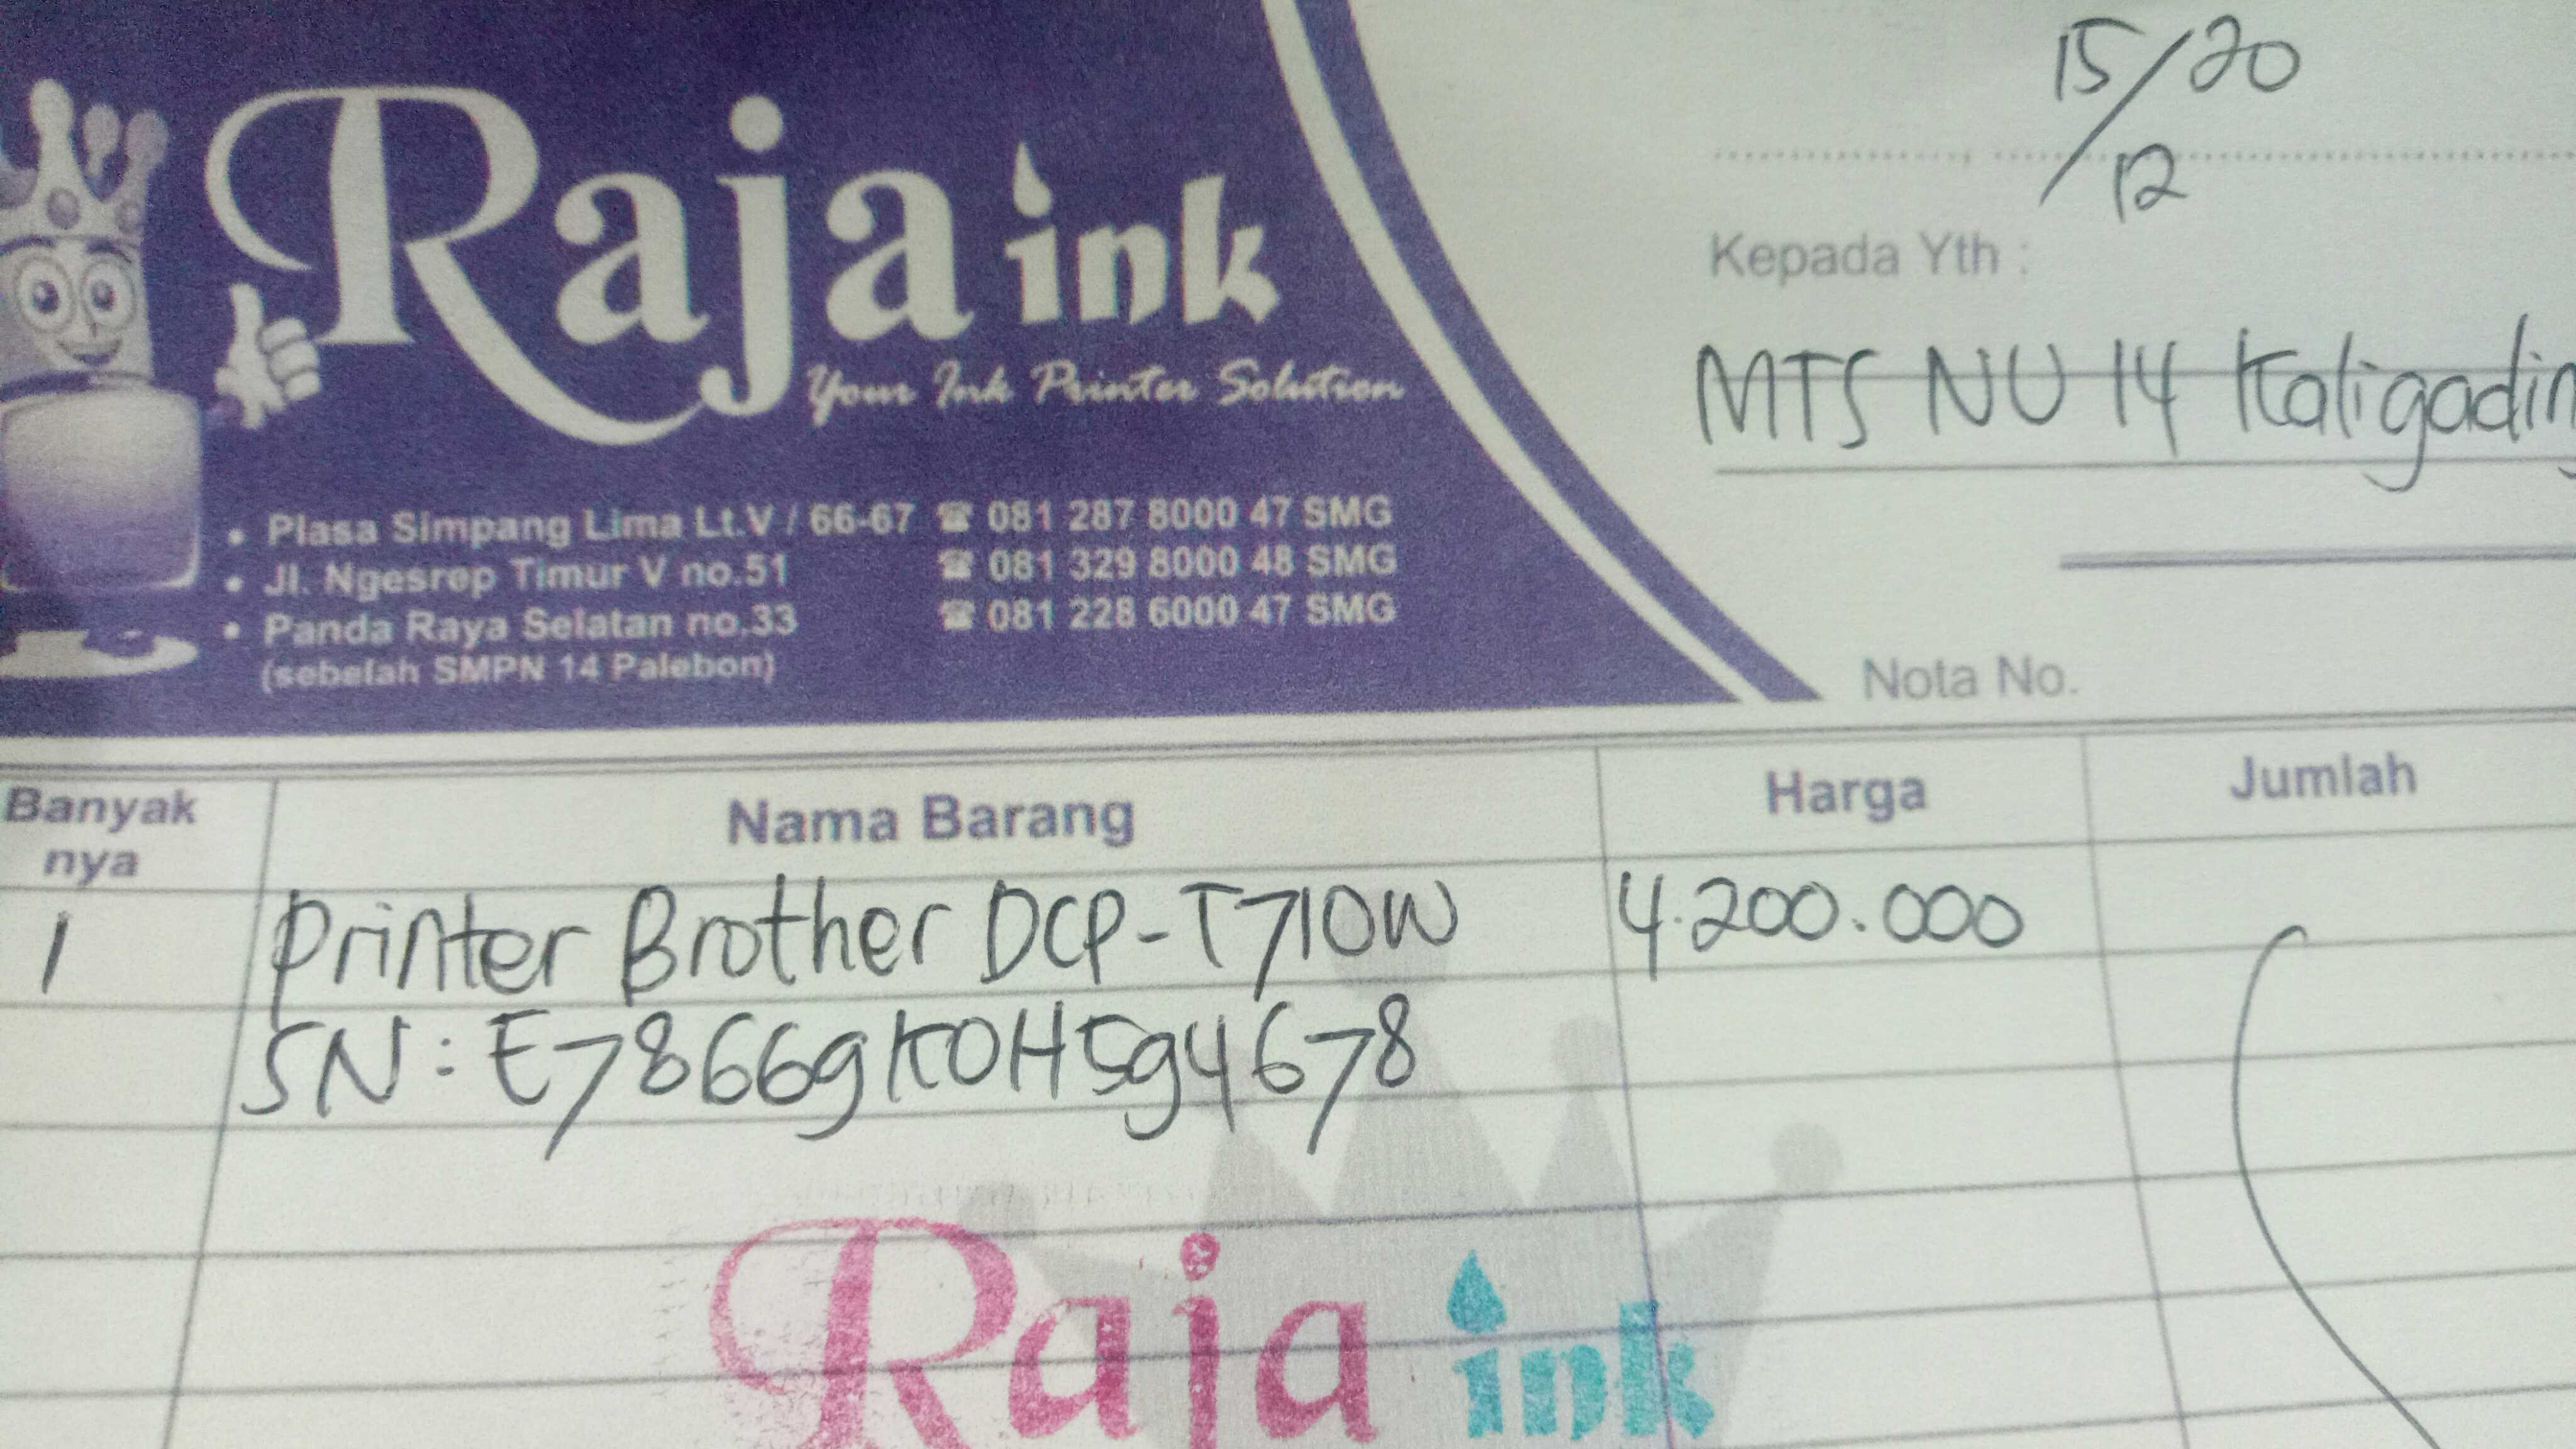 Raja ink
Your Ink Printer Solution
• Plasa Simpang Lima Lt.V / 66-67 ☎ 081 287 8000 47 SMG
• Jl. Ngesrep Timur V no.51 ☎ 081 329 8000 48 SMG
• Panda Raya Selatan no.33 ☎ 081 228 6000 47 SMG
(sebelah SMPN 14 Palebon)
15/20
12
Kepada Yth :
MTS NU 14 Kaligading
Nota No.
Banyak nya Nama Barang Harga Jumlah
1 Printer Brother DCP-T710W 4.200.000
SN: E78669K0H5g4678
Raja ink